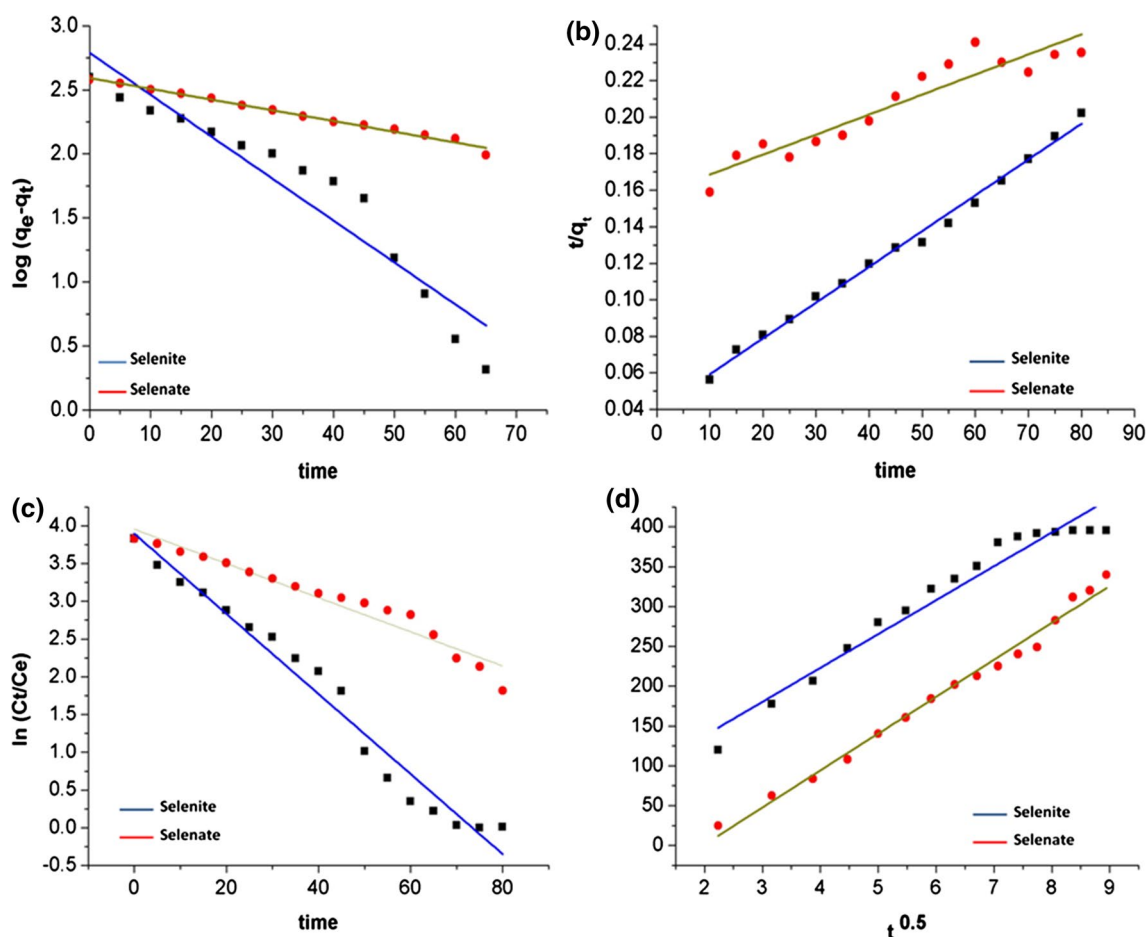 3.0
2.5
2.0
1.5
1.0
0.5
0.0
log (qe-qt)
Selenite
Selenate
0 10 20 30 40 50 60 70
time
(b)
0.24
0.22
0.20
0.18
0.16
0.14
0.12
0.10
0.08
0.06
0.04
t/qt
Selenite
Selenate
0 10 20 30 40 50 60 70 80 90
time
(c)
4.0
3.5
3.0
2.5
2.0
1.5
1.0
0.5
0.0
-0.5
ln (Ct/Ce)
Selenite
Selenate
0 20 40 60 80
time
(d)
400
350
300
250
200
150
100
50
0
Selenite
Selenate
2 3 4 5 6 7 8 9
t 0.5